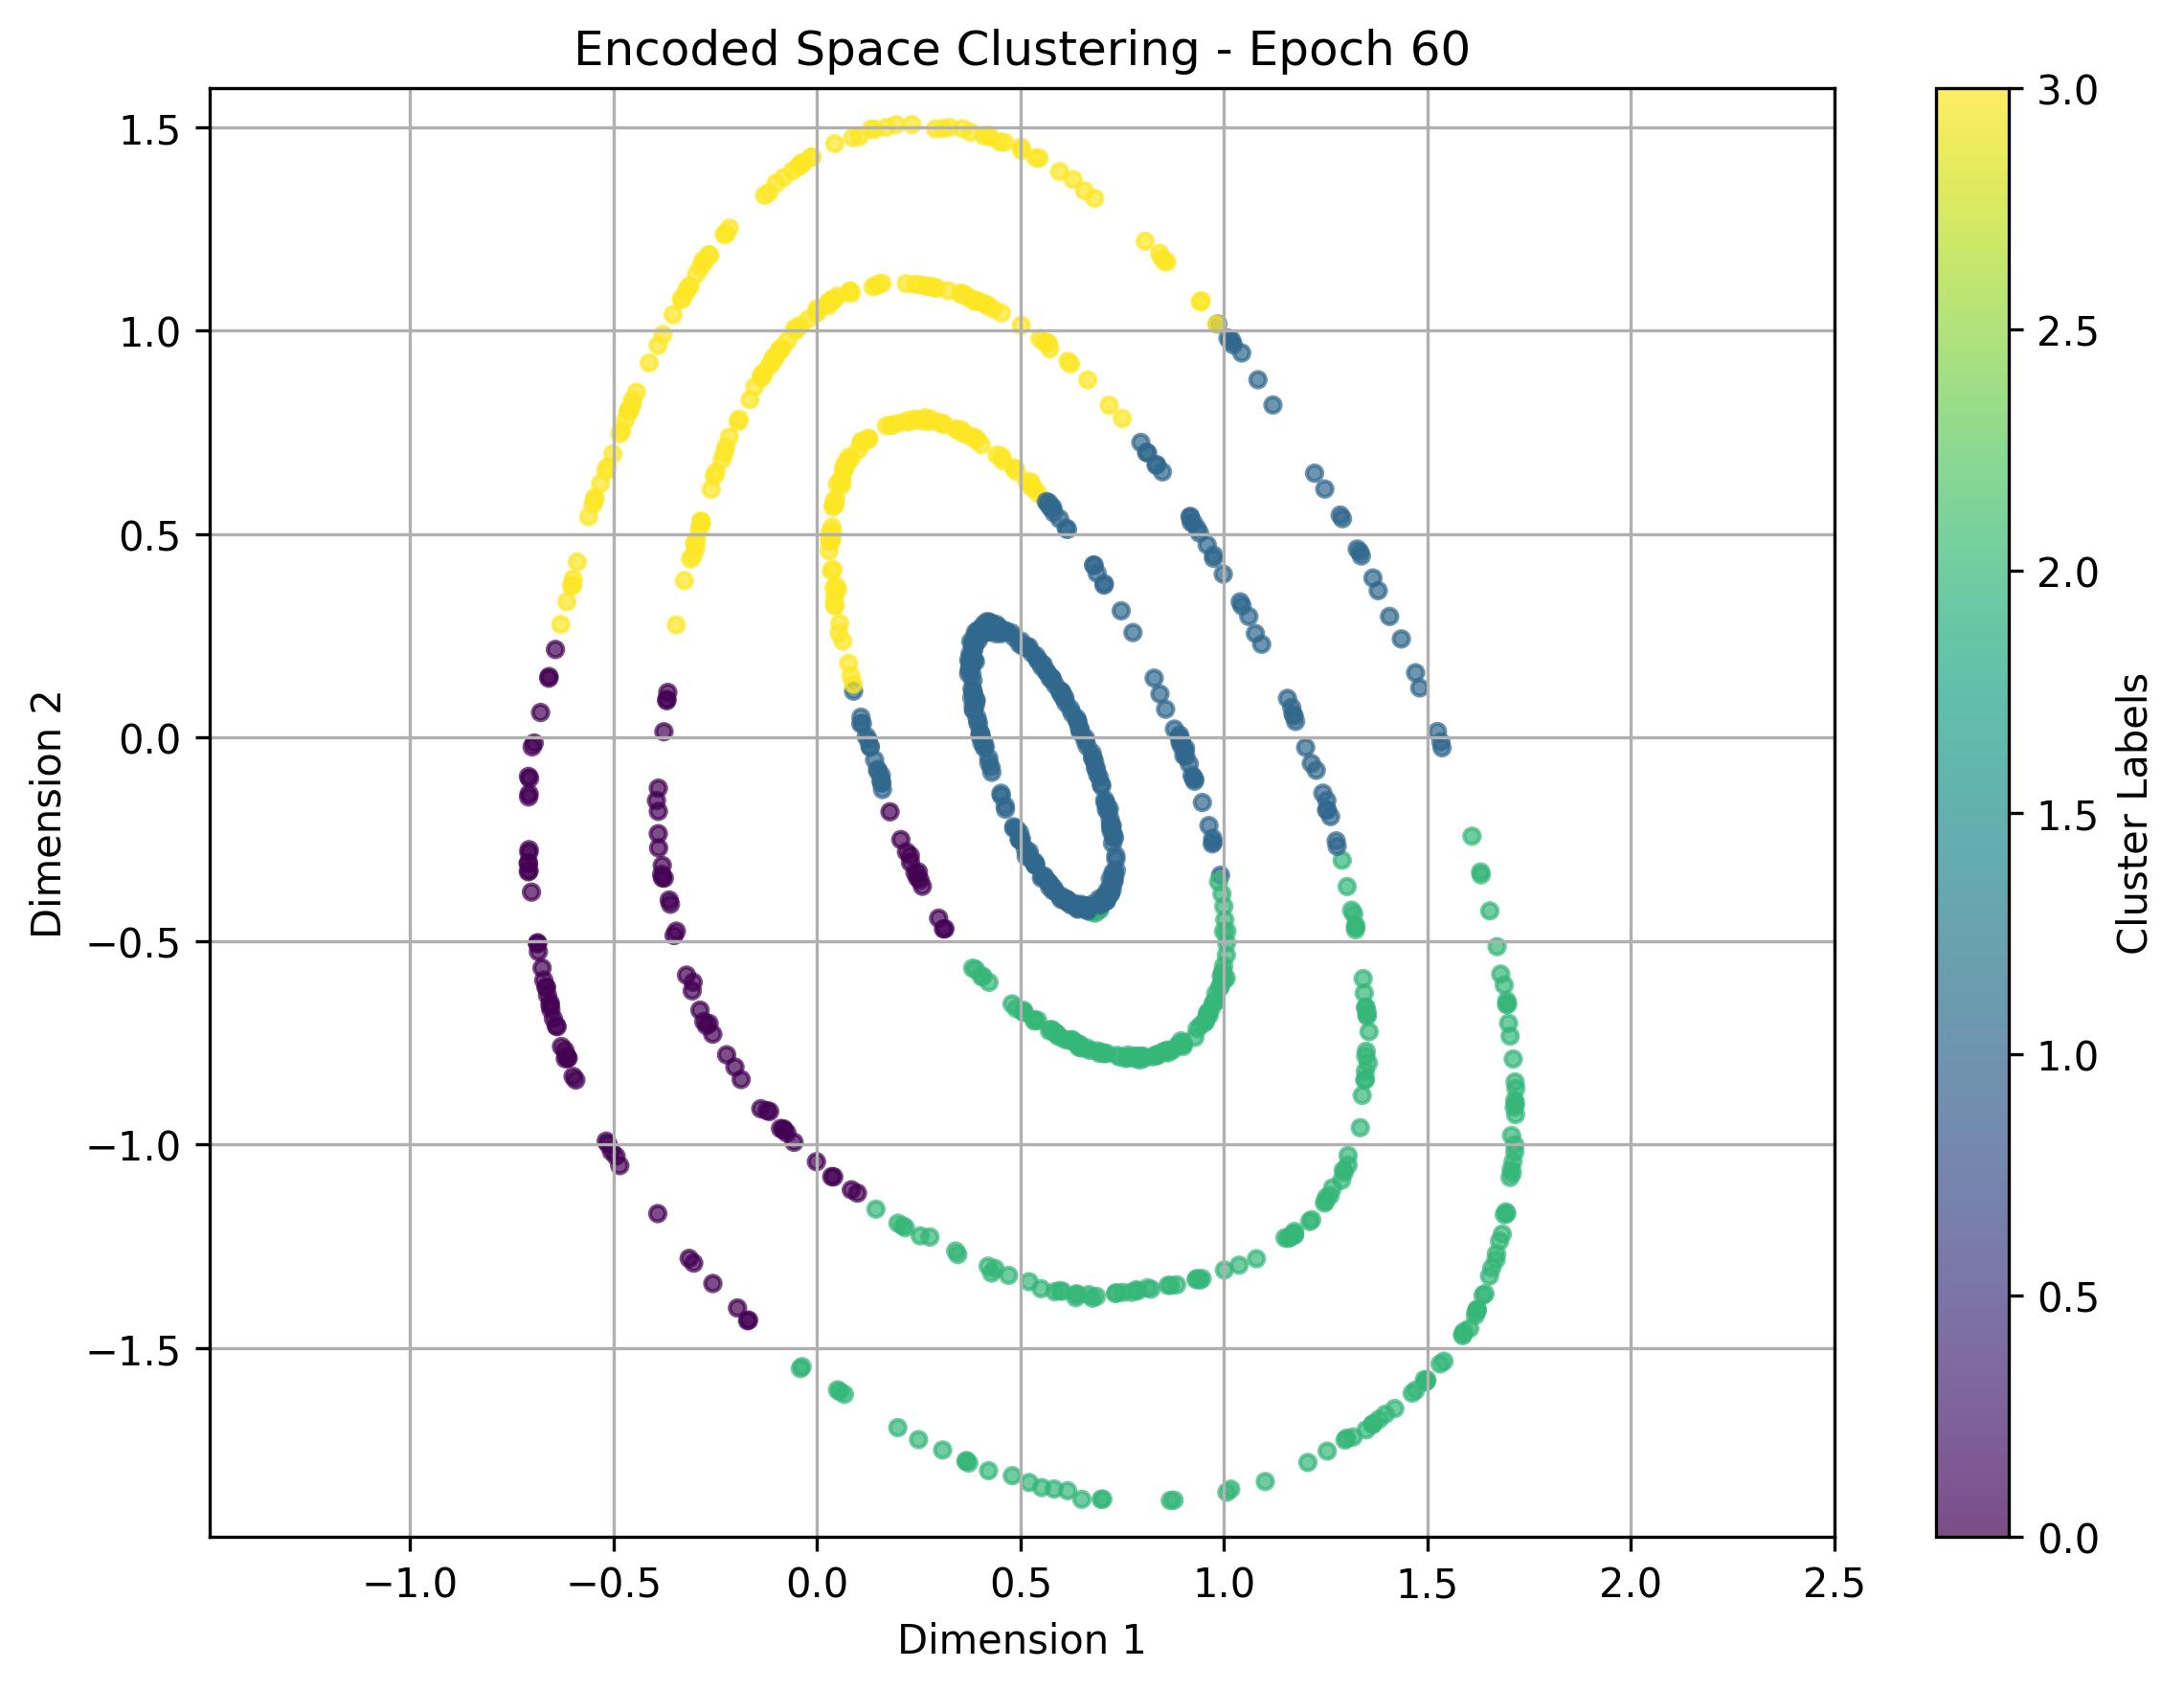 Encoded Space Clustering - Epoch 60
1.5
1.0
0.5
0.0
−0.5
−1.0
−1.5
Dimension 2
−1.0 −0.5 0.0 0.5 1.0 1.5 2.0 2.5
Dimension 1
3.0
2.5
2.0
1.5
1.0
0.5
0.0
Cluster Labels